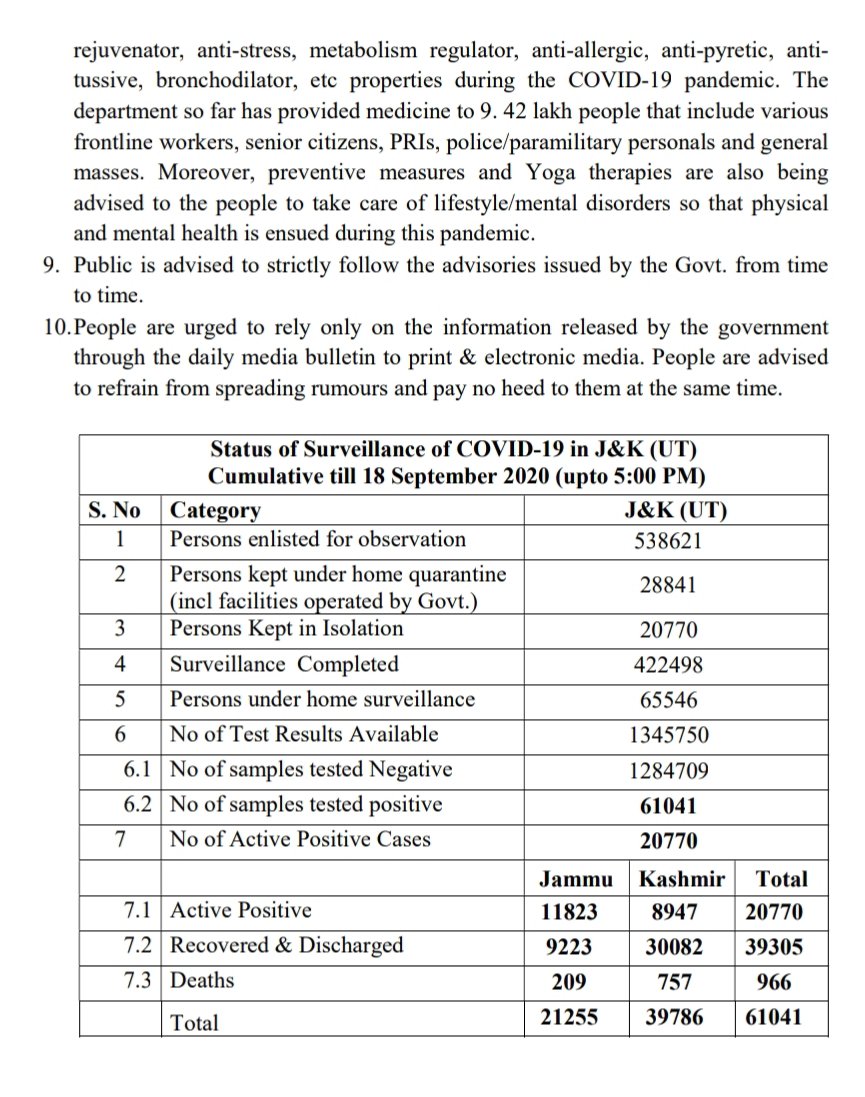 rejuvenator, anti-stress, metabolism regulator, anti-allergic, anti-pyretic, anti-
tussive, bronchodilator, etc properties during the COVID-19 pandemic. The
department so far has provided medicine to 9. 42 lakh people that include various
frontline workers, senior citizens, PRIs, police/paramilitary personals and general
masses. Moreover, preventive measures and Yoga therapies are also being
advised to the people to take care of lifestyle/mental disorders so that physical
and mental health is ensued during this pandemic.
9. Public is advised to strictly follow the advisories issued by the Govt. from time
to time.
10.People are urged to rely only on the information released by the government
through the daily media bulletin to print & electronic media. People are advised
to refrain from spreading rumours and pay no heed to them at the same time.
Status of Surveillance of COVID-19 in J&K (UT)
Cumulative till 18 September 2020 (upto 5:00 PM)
S. No Category J&K (UT)
1 Persons enlisted for observation 538621
2 Persons kept under home quarantine
(incl facilities operated by Govt.) 28841
3 Persons Kept in Isolation 20770
4 Surveillance Completed 422498
5 Persons under home surveillance 65546
6 No of Test Results Available 1345750
6.1 No of samples tested Negative 1284709
6.2 No of samples tested positive 61041
7 No of Active Positive Cases 20770
Jammu Kashmir Total
7.1 Active Positive 11823 8947 20770
7.2 Recovered & Discharged 9223 30082 39305
7.3 Deaths 209 757 966
Total 21255 39786 61041